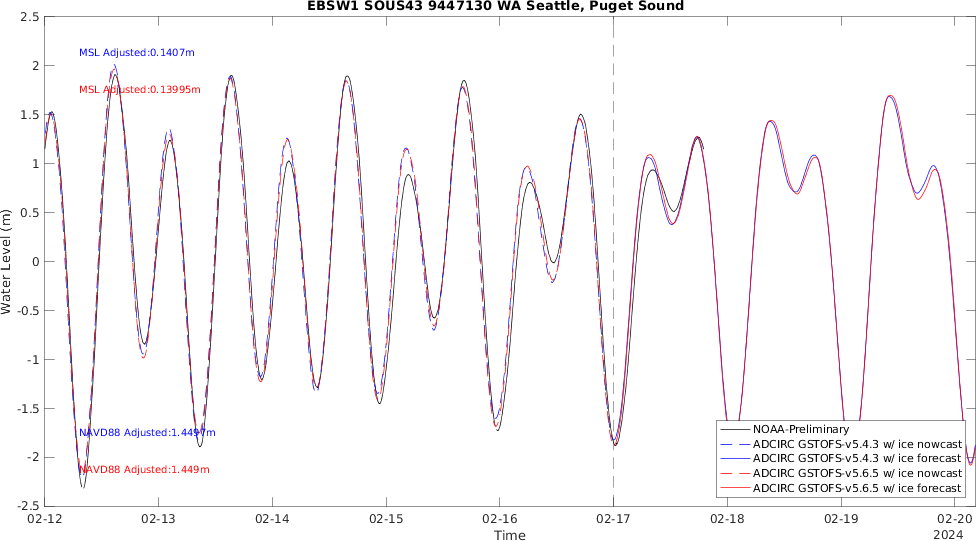 EBSW1 SOUS43 9447130 WA Seattle, Puget Sound
2.5
2
1.5
1
0.5
0
-0.5
-1
-1.5
-2
-2.5
Water Level (m)
MSL Adjusted:0.1407m
MSL Adjusted:0.13995m
NAVD88 Adjusted:1.4497m
NAVD88 Adjusted:1.449m
NOAA-Preliminary
ADCIRC GSTOFS-v5.4.3 w/ ice nowcast
ADCIRC GSTOFS-v5.4.3 w/ ice forecast
ADCIRC GSTOFS-v5.6.5 w/ ice nowcast
ADCIRC GSTOFS-v5.6.5 w/ ice forecast
02-12 02-13 02-14 02-15 02-16 02-17 02-18 02-19 02-20
Time
2024